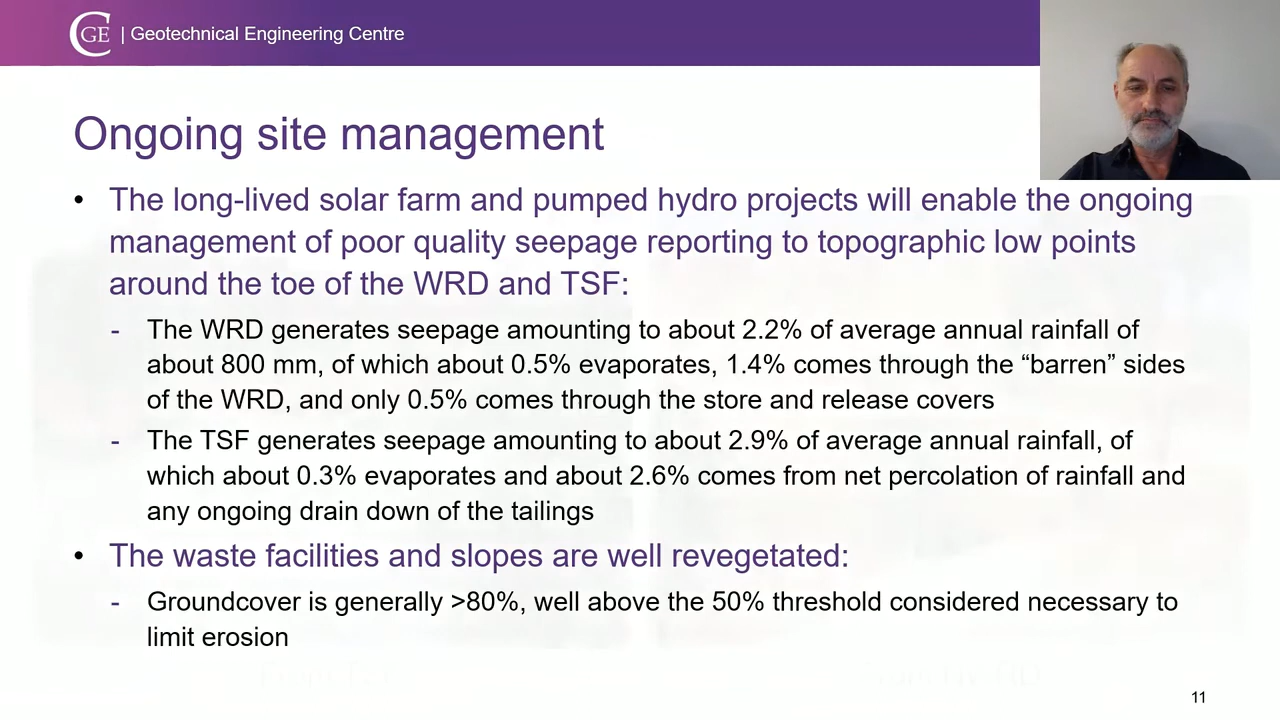 CGE | Geotechnical Engineering Centre
Ongoing site management
• The long-lived solar farm and pumped hydro projects will enable the ongoing
management of poor quality seepage reporting to topographic low points
around the toe of the WRD and TSF:
- The WRD generates seepage amounting to about 2.2% of average annual rainfall of
about 800 mm, of which about 0.5% evaporates, 1.4% comes through the “barren” sides
of the WRD, and only 0.5% comes through the store and release covers
- The TSF generates seepage amounting to about 2.9% of average annual rainfall, of
which about 0.3% evaporates and about 2.6% comes from net percolation of rainfall and
any ongoing drain down of the tailings
• The waste facilities and slopes are well revegetated:
- Groundcover is generally >80%, well above the 50% threshold considered necessary to
limit erosion
11